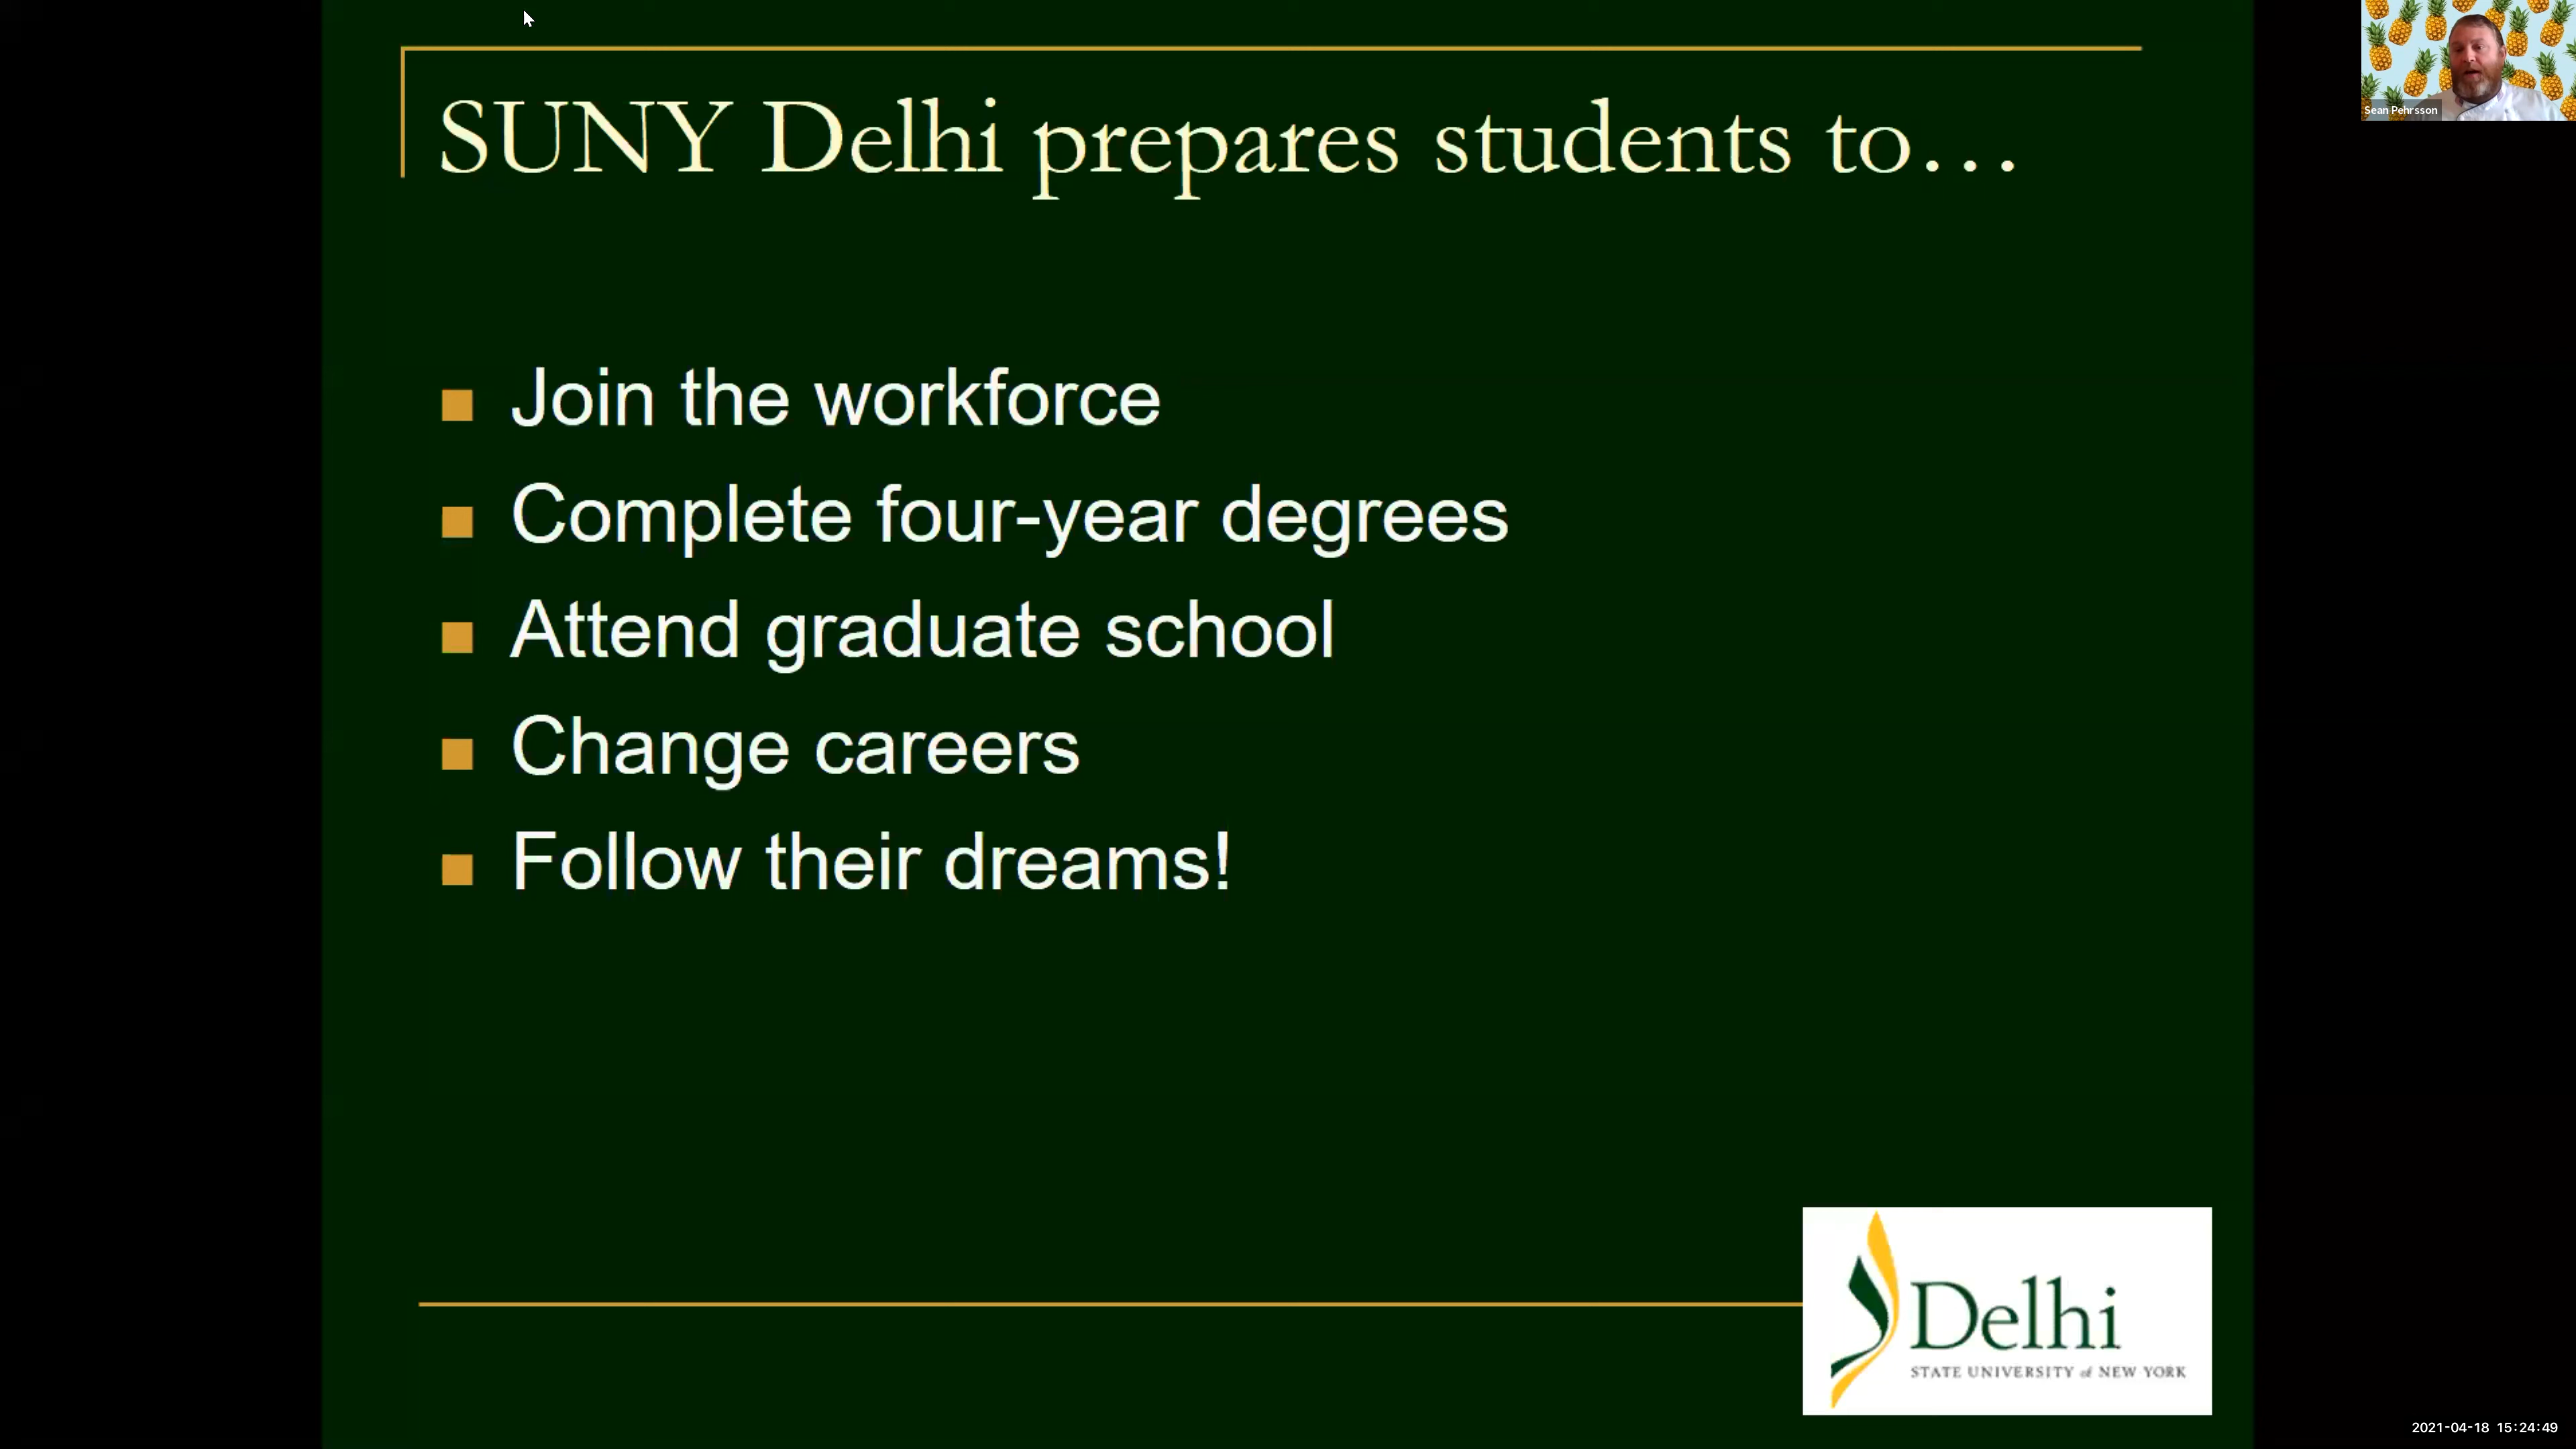 SUNY Delhi prepares students to...
Sean Pehrsson
Join the workforce
Complete four-year degrees
Attend graduate school
Change careers
Follow their dreams!
Delhi
STATE UNIVERSITY of NEW YORK
2021-04-18 15:24:49